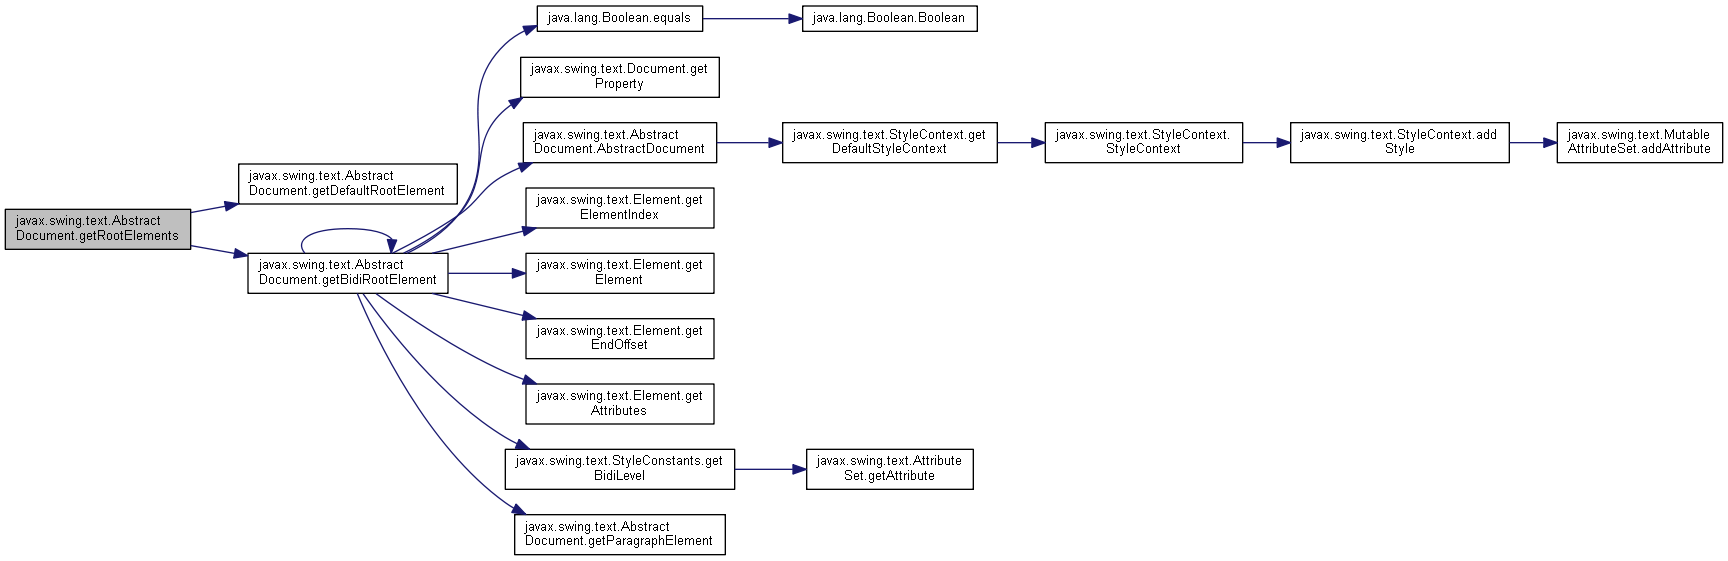 java.lang.Boolean.equals
java.lang.Boolean.Boolean
javax.swing.text.Document.get
Property
javax.swing.text.Abstract
Document.AbstractDocument
javax.swing.text.StyleContext.get
DefaultStyleContext
javax.swing.text.StyleContext.
StyleContext
javax.swing.text.StyleContext.add
Style
javax.swing.text.Mutable
AttributeSet.addAttribute
javax.swing.text.Abstract
Document.getDefaultRootElement
javax.swing.text.Element.get
ElementIndex
javax.swing.text.Abstract
Document.getRootElements
javax.swing.text.Abstract
Document.getBidiRootElement
javax.swing.text.Element.get
Element
javax.swing.text.Element.get
EndOffset
javax.swing.text.Element.get
Attributes
javax.swing.text.StyleConstants.get
BidiLevel
javax.swing.text.Attribute
Set.getAttribute
javax.swing.text.Abstract
Document.getParagraphElement